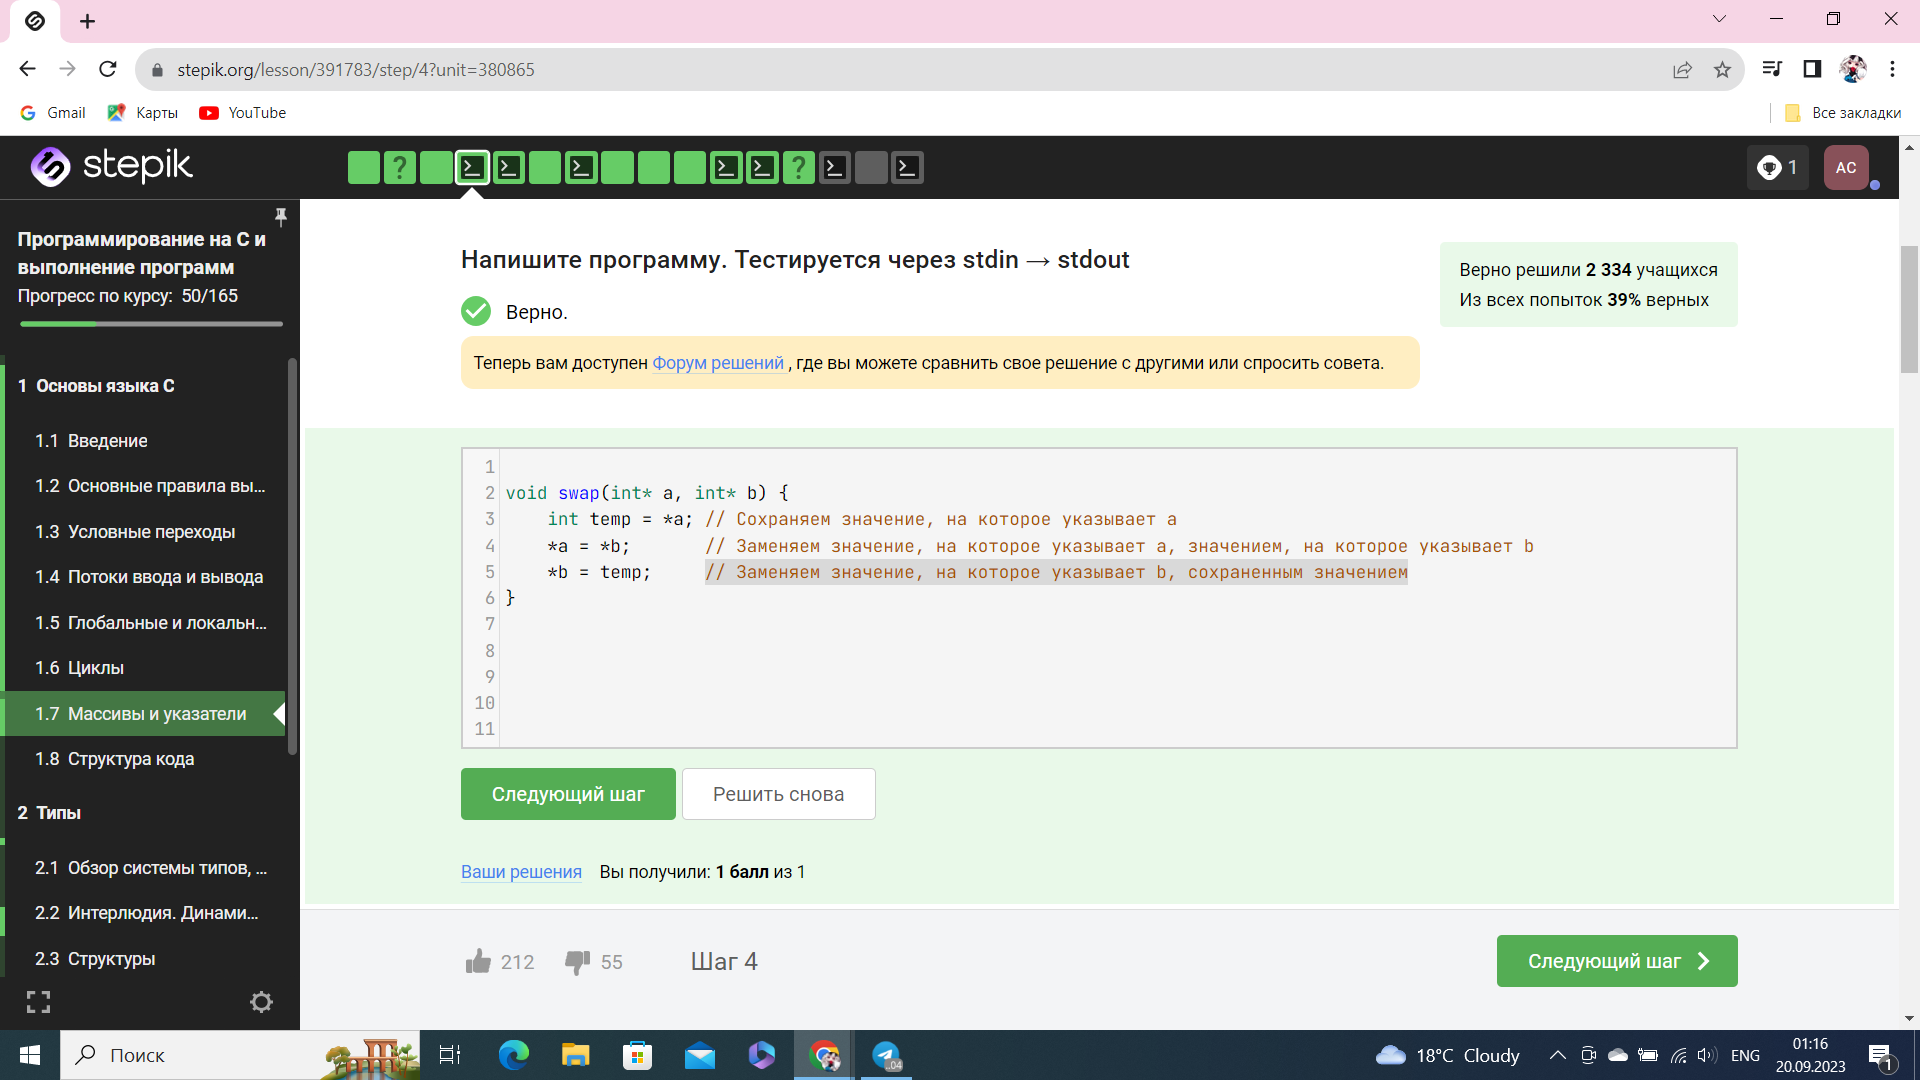 stepik.org/lesson/391783/step/4?unit=380865
Gmail
Карты
YouTube
Все закладки
stepik
?
?
1
AC
Программирование на С и
выполнение программ
Прогресс по курсу: 50/165
1 Основы языка С
1.1 Введение
1.2 Основные правила вы...
1.3 Условные переходы
1.4 Потоки ввода и вывода
1.5 Глобальные и локальн...
1.6 Циклы
1.7 Массивы и указатели
1.8 Структура кода
2 Типы
2.1 Обзор системы типов, ...
2.2 Интерлюдия. Динами...
2.3 Структуры
Напишите программу. Тестируется через stdin → stdout
Верно.
Теперь вам доступен Форум решений , где вы можете сравнить свое решение с другими или спросить совета.
Верно решили 2 334 учащихся
Из всех попыток 39% верных
1
2 void swap(int* a, int* b) {
3 int temp = *a; // Сохраняем значение, на которое указывает a
4 *a = *b; // Заменяем значение, на которое указывает a, значением, на которое указывает b
5 *b = temp; // Заменяем значение, на которое указывает b, сохраненным значением
6 }
7
8
9
10
11
Следующий шаг
Решить снова
Ваши решения Вы получили: 1 балл из 1
212
55
Шаг 4
Следующий шаг
Поиск
04
18°C Cloudy
ENG
01:16
20.09.2023
1